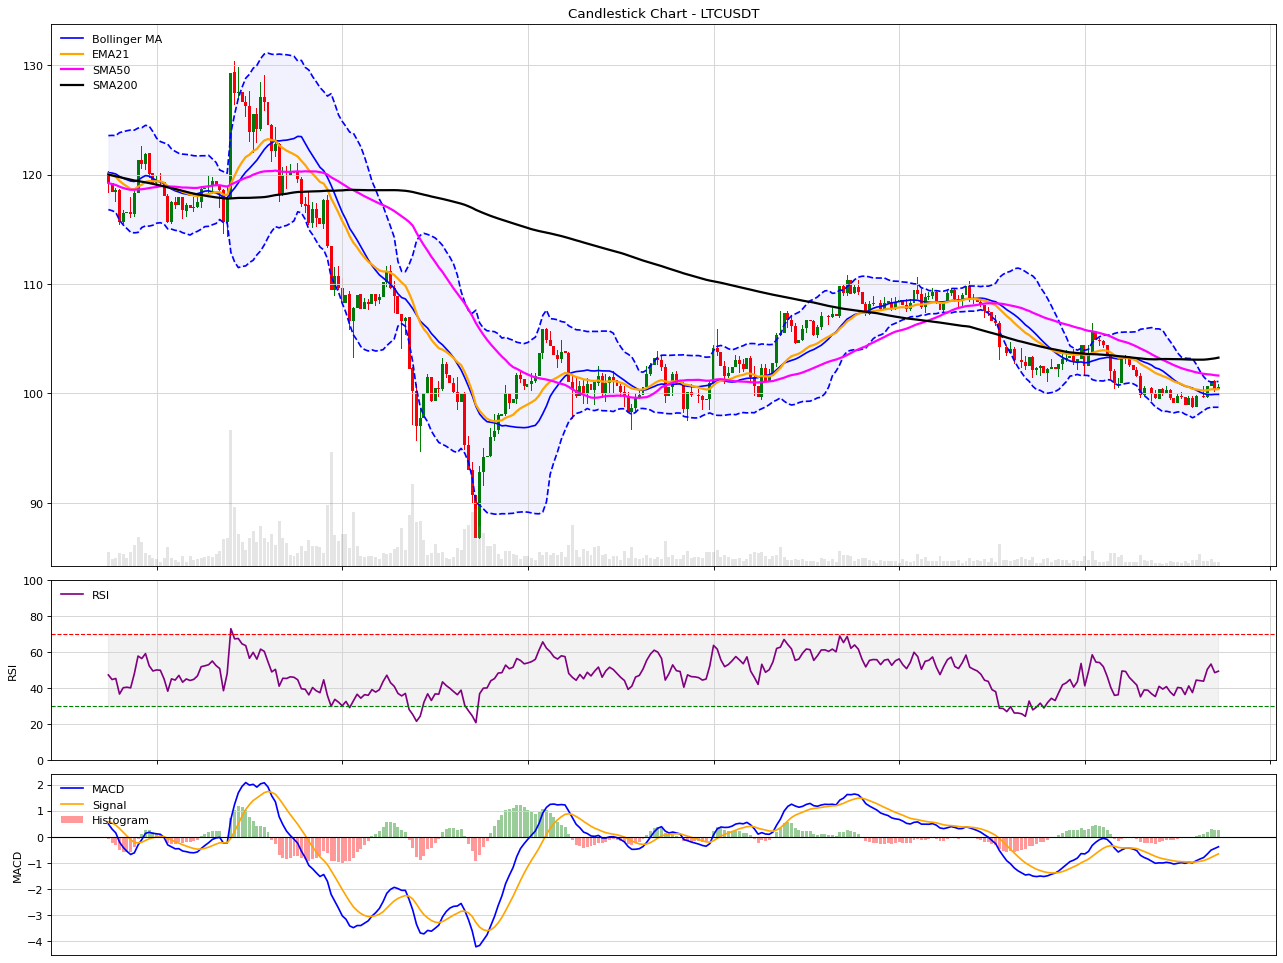 Candlestick Chart - LTCUSDT
Bollinger MA
EMA21
SMA50
SMA200
130
120
110
100
90
RSI
100
80
60
40
20
0
RSI
MACD
Signal
Histogram
2
1
0
−1
−2
−3
−4
MACD